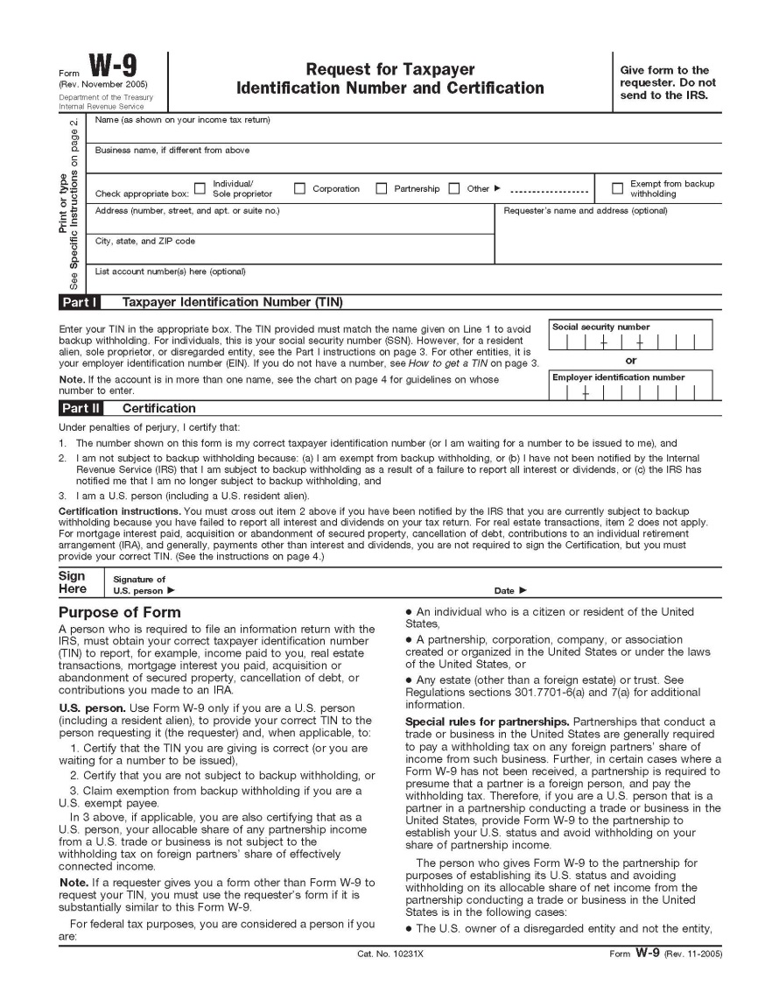 Form W-9
(Rev. November 2005)
Department of the Treasury
Internal Revenue Service
Request for Taxpayer
Identification Number and Certification
Give form to the
requester. Do not
send to the IRS.
Print or type
See Specific Instructions on page 2.
Name (as shown on your income tax return)
Business name, if different from above
Check appropriate box:
Individual/
Sole proprietor
Corporation
Partnership
Other ►
Exempt from backup
withholding
Address (number, street, and apt. or suite no.)
Requester's name and address (optional)
City, state, and ZIP code
List account number(s) here (optional)
Part I Taxpayer Identification Number (TIN)
Enter your TIN in the appropriate box. The TIN provided must match the name given on Line 1 to avoid
backup withholding. For individuals, this is your social security number (SSN). However, for a resident
alien, sole proprietor, or disregarded entity, see the Part I instructions on page 3. For other entities, it is
your employer identification number (EIN). If you do not have a number, see How to get a TIN on page 3.
Note. If the account is in more than one name, see the chart on page 4 for guidelines on whose
number to enter.
Social security number
or
Employer identification number
Part II Certification
Under penalties of perjury, I certify that:
1. The number shown on this form is my correct taxpayer identification number (or I am waiting for a number to be issued to me), and
2. I am not subject to backup withholding because: (a) I am exempt from backup withholding, or (b) I have not been notified by the Internal
Revenue Service (IRS) that I am subject to backup withholding as a result of a failure to report all interest or dividends, or (c) the IRS has
notified me that I am no longer subject to backup withholding, and
3. I am a U.S. person (including a U.S. resident alien).
Certification instructions. You must cross out item 2 above if you have been notified by the IRS that you are currently subject to backup
withholding because you have failed to report all interest and dividends on your tax return. For real estate transactions, item 2 does not apply.
For mortgage interest paid, acquisition or abandonment of secured property, cancellation of debt, contributions to an individual retirement
arrangement (IRA), and generally, payments other than interest and dividends, you are not required to sign the Certification, but you must
provide your correct TIN. (See the instructions on page 4.)
Sign
Here
Signature of
U.S. person ►
Date ►
Purpose of Form
A person who is required to file an information return with the
IRS, must obtain your correct taxpayer identification number
(TIN) to report, for example, income paid to you, real estate
transactions, mortgage interest you paid, acquisition or
abandonment of secured property, cancellation of debt, or
contributions you made to an IRA.
U.S. person. Use Form W-9 only if you are a U.S. person
(including a resident alien), to provide your correct TIN to the
person requesting it (the requester) and, when applicable, to:
1. Certify that the TIN you are giving is correct (or you are
waiting for a number to be issued),
2. Certify that you are not subject to backup withholding, or
3. Claim exemption from backup withholding if you are a
U.S. exempt payee.
In 3 above, if applicable, you are also certifying that as a
U.S. person, your allocable share of any partnership income
from a U.S. trade or business is not subject to the
withholding tax on foreign partners' share of effectively
connected income.
Note. If a requester gives you a form other than Form W-9 to
request your TIN, you must use the requester's form if it is
substantially similar to this Form W-9.
For federal tax purposes, you are considered a person if you
are:
● An individual who is a citizen or resident of the United
States,
● A partnership, corporation, company, or association
created or organized in the United States or under the laws
of the United States, or
● Any estate (other than a foreign estate) or trust. See
Regulations sections 301.7701-6(a) and 7(a) for additional
information.
Special rules for partnerships. Partnerships that conduct a
trade or business in the United States are generally required
to pay a withholding tax on any foreign partners' share of
income from such business. Further, in certain cases where a
Form W-9 has not been received, a partnership is required to
presume that a partner is a foreign person, and pay the
withholding tax. Therefore, if you are a U.S. person that is a
partner in a partnership conducting a trade or business in the
United States, provide Form W-9 to the partnership to
establish your U.S. status and avoid withholding on your
share of partnership income.
The person who gives Form W-9 to the partnership for
purposes of establishing its U.S. status and avoiding
withholding on its allocable share of net income from the
partnership conducting a trade or business in the United
States is in the following cases:
● The U.S. owner of a disregarded entity and not the entity,
Cat. No. 10231X
Form W-9 (Rev. 11-2005)